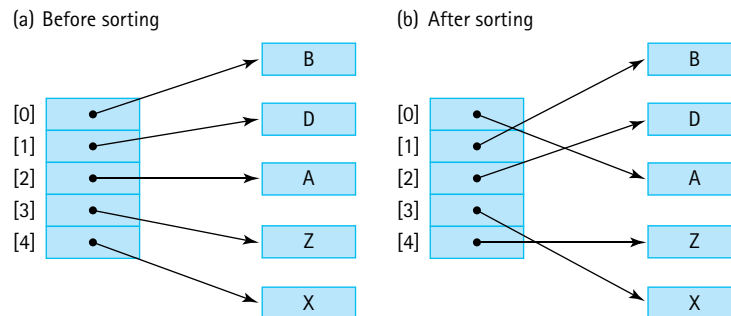 (a) Before sorting
B
[0]
D
[1]
[2]
A
[3]
Z
[4]
X
(b) After sorting
B
[0]
D
[1]
[2]
A
[3]
Z
[4]
X